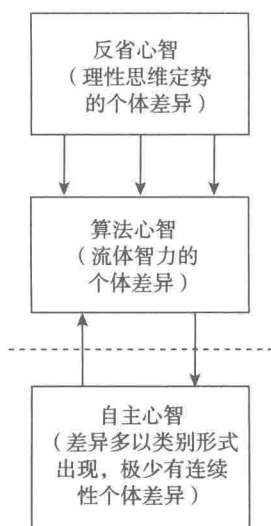 反省心智
（理性思维定势
的个体差异）
算法心智
（流体智力的
个体差异）
自主心智
（差异多以类别形式
出现，极少有连续
性个体差异）